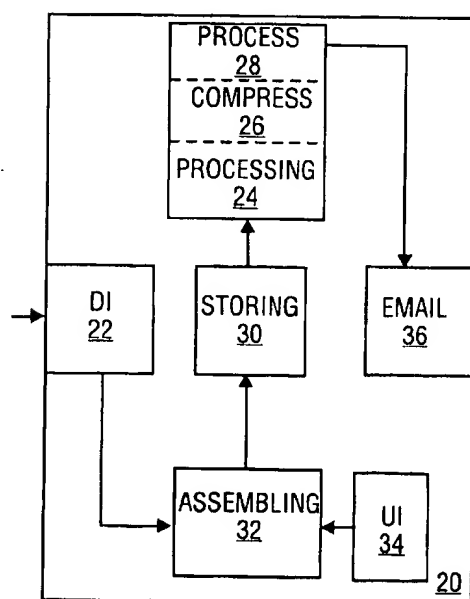 PROCESS
28
COMPRESS
26
PROCESSING
24
DI
22
STORING
30
EMAIL
36
ASSEMBLING
32
UI
34
20